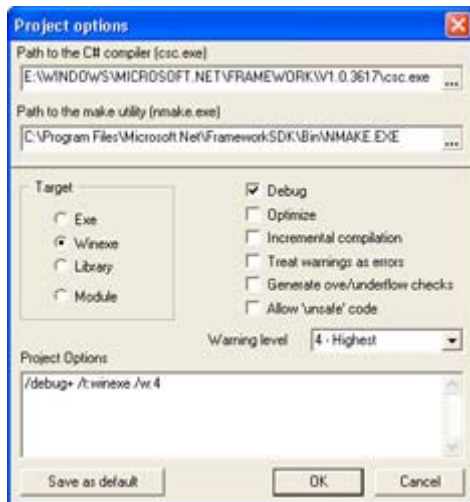 Project options
Path to the C# compiler (csc.exe)
E:\WINDOWS\MICROSOFT.NET\FRAMEWORK\V1.0.3617\csc.exe ...
Path to the make utility (nmake.exe)
C:\Program Files\Microsoft.Net\FrameworkSDK\Bin\NMAKE.EXE ...
Target
Exe
Winexe
Library
Module
Debug
Optimize
Incremental compilation
Treat warnings as errors
Generate ove/underflow checks
Allow 'unsafe' code
Warning level 4 - Highest
Project Options
/debug+ /t:winexe /w:4
Save as default OK Cancel